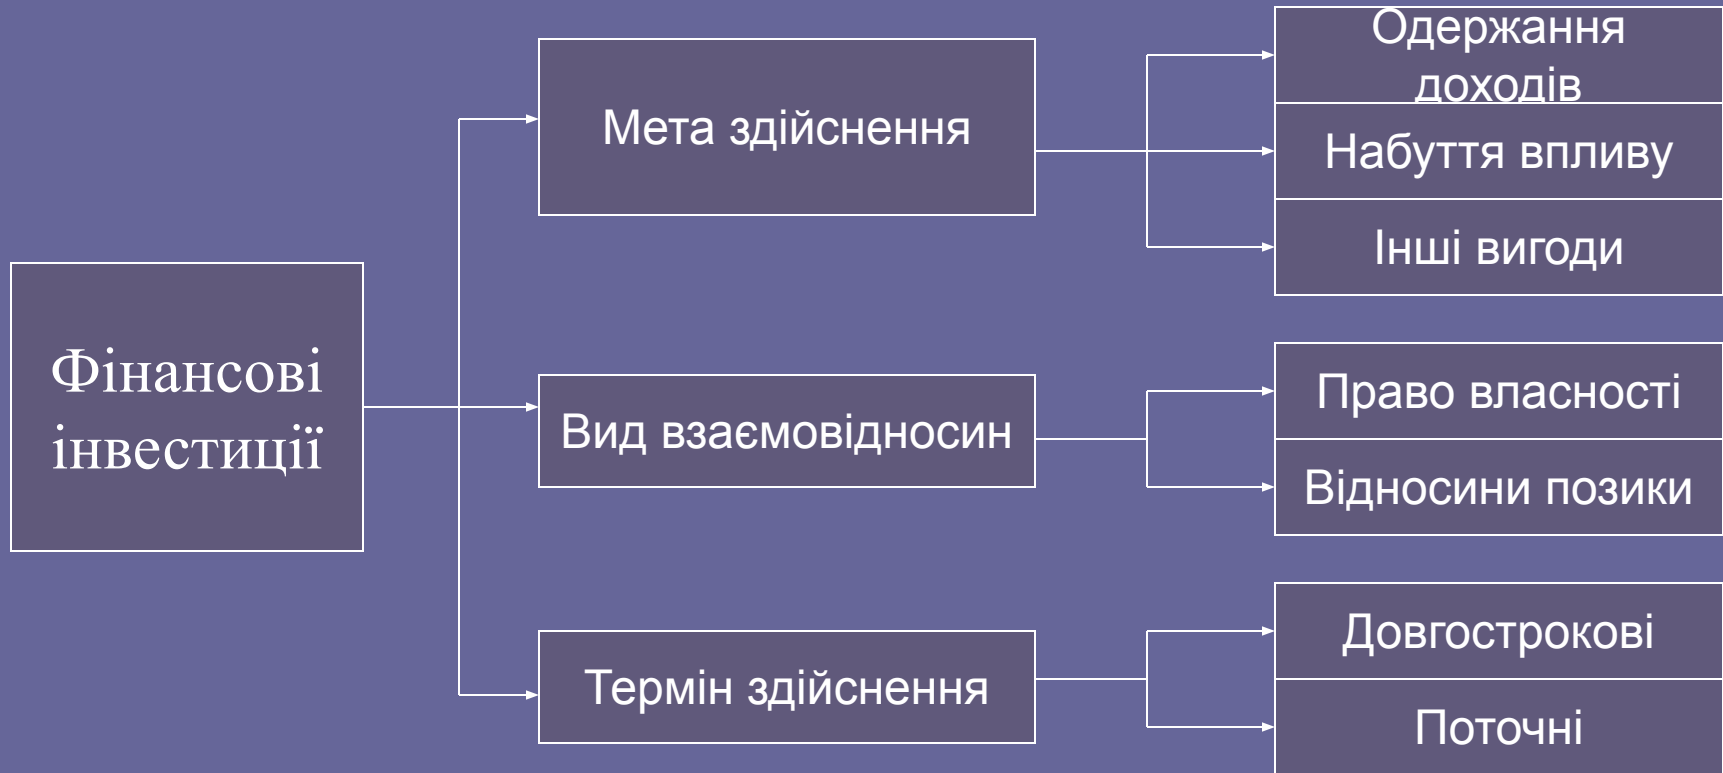 Фінансові
інвестиції
Мета здійснення
Одержання
доходів
Набуття впливу
Інші вигоди
Вид взаємовідносин
Право власності
Відносини позики
Термін здійснення
Довгострокові
Поточні